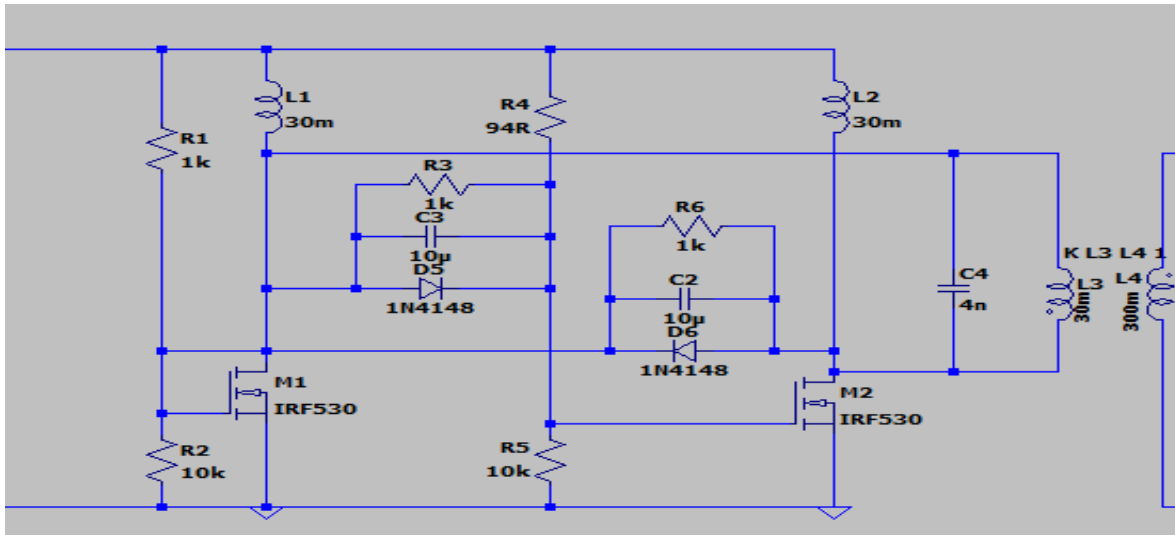 L1
30m
R1
1k
R4
94R
L2
30m
R3
1k
C3
10µ
D5
1N4148
R6
1k
C2
10µ
D6
1N4148
K L3 L4 1
C4
4n
L3
30m
L4
300m
M1
IRF530
M2
IRF530
R2
10k
R5
10k